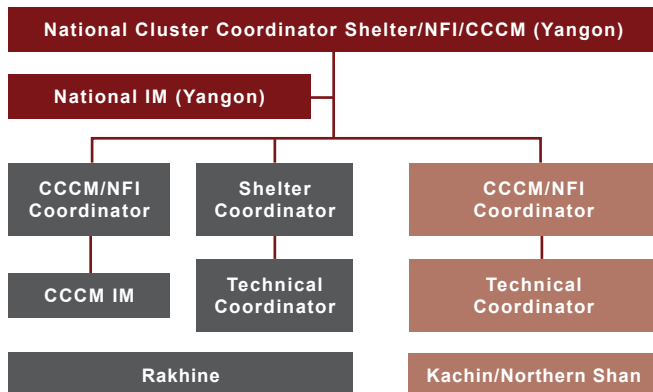 National Cluster Coordinator Shelter/NFI/CCCM (Yangon)
National IM (Yangon)
CCCM/NFI
Coordinator
Shelter
Coordinator
CCCM/NFI
Coordinator
CCCM IM
Technical
Coordinator
Technical
Coordinator
Rakhine
Kachin/Northern Shan